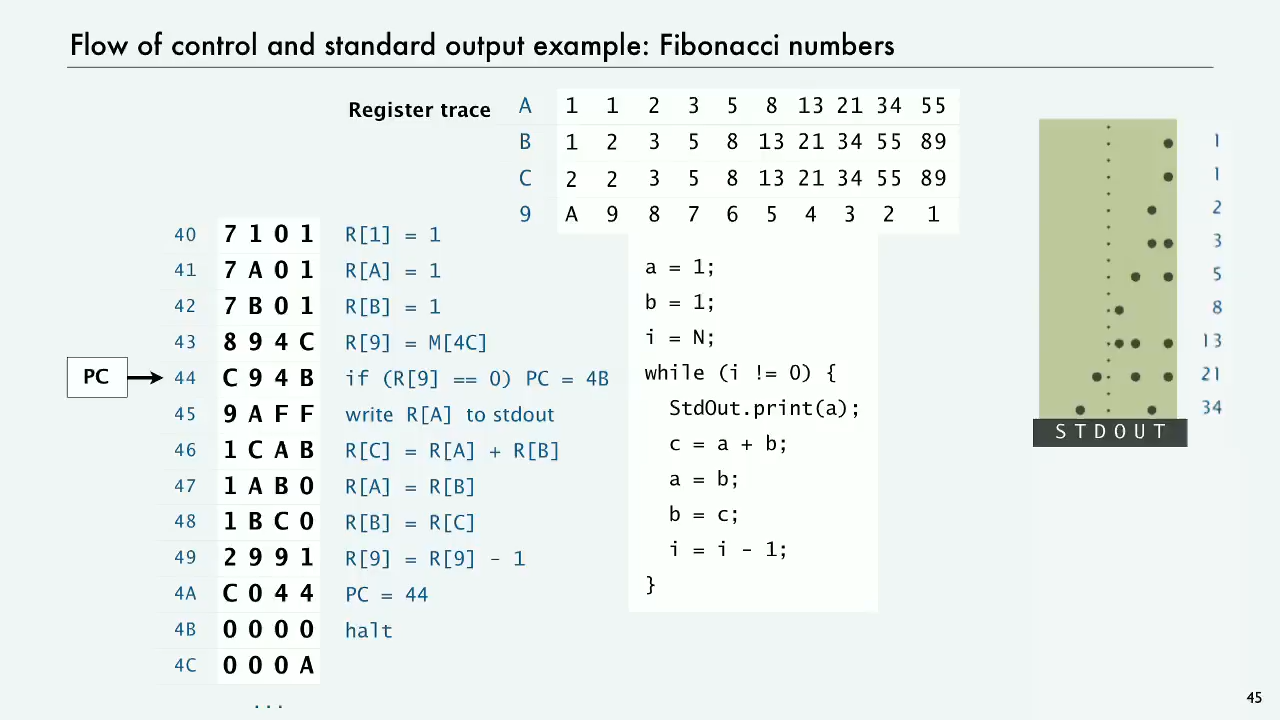 Flow of control and standard output example: Fibonacci numbers
Register trace
A 1 1 2 3 5 8 13 21 34 55
B 1 2 3 5 8 13 21 34 55 89
C 2 2 3 5 8 13 21 34 55 89
9 A 9 8 7 6 5 4 3 2 1
40 7 1 0 1 R[1] = 1
41 7 A 0 1 R[A] = 1
42 7 B 0 1 R[B] = 1
43 8 9 4 C R[9] = M[4C]
PC
44 C 9 4 B if (R[9] == 0) PC = 4B
45 9 A F F write R[A] to stdout
46 1 C A B R[C] = R[A] + R[B]
47 1 A B 0 R[A] = R[B]
48 1 B C 0 R[B] = R[C]
49 2 9 9 1 R[9] = R[9] - 1
4A C 0 4 4 PC = 44
4B 0 0 0 0 halt
4C 0 0 0 A
...
a = 1;
b = 1;
i = N;
while (i != 0) {
StdOut.print(a);
c = a + b;
a = b;
b = c;
i = i - 1;
}
1
1
2
3
5
8
13
21
34
STDOUT
45